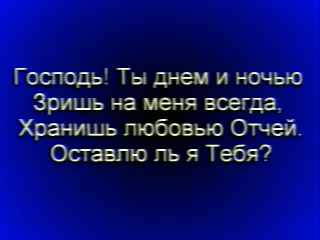 Господь! Ты днем и ночью
Зришь на меня всегда,
Хранишь любовью Отчей.
Оставлю ль я Тебя?